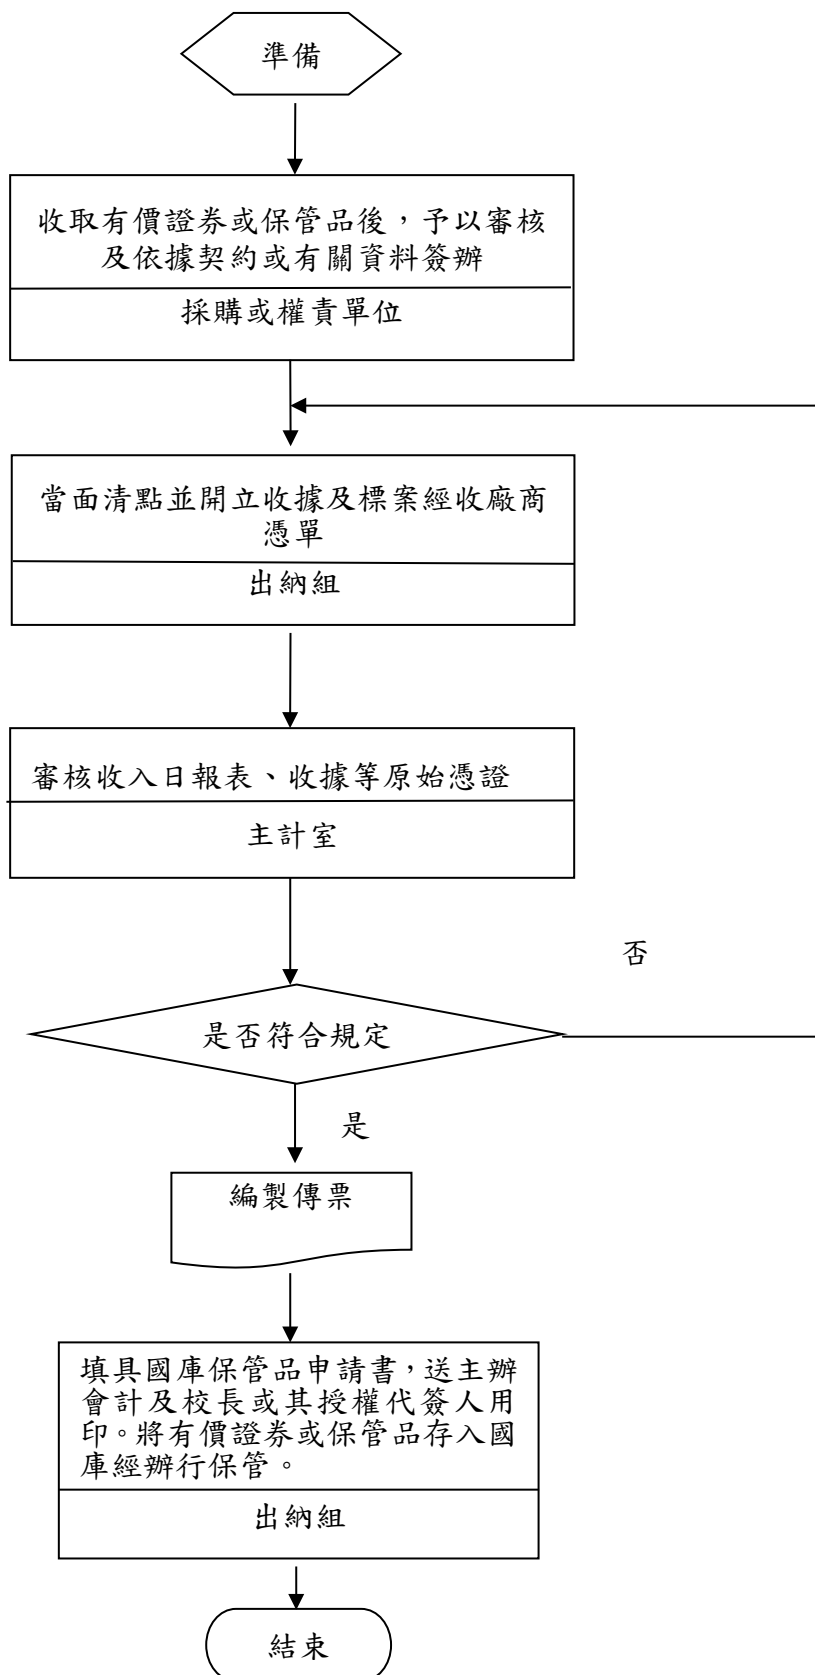 準備
收取有價證券或保管品後，予以審核
及依據契約或有關資料簽辦
採購或權責單位
當面清點並開立收據及標案經收廠商
憑單
出納組
審核收入日報表、收據等原始憑證
主計室
否
是否符合規定
是
編製傳票
填具國庫保管品申請書，送主辦
會計及校長或其授權代簽人用
印。將有價證券或保管品存入國
庫經辦行保管。
出納組
結束